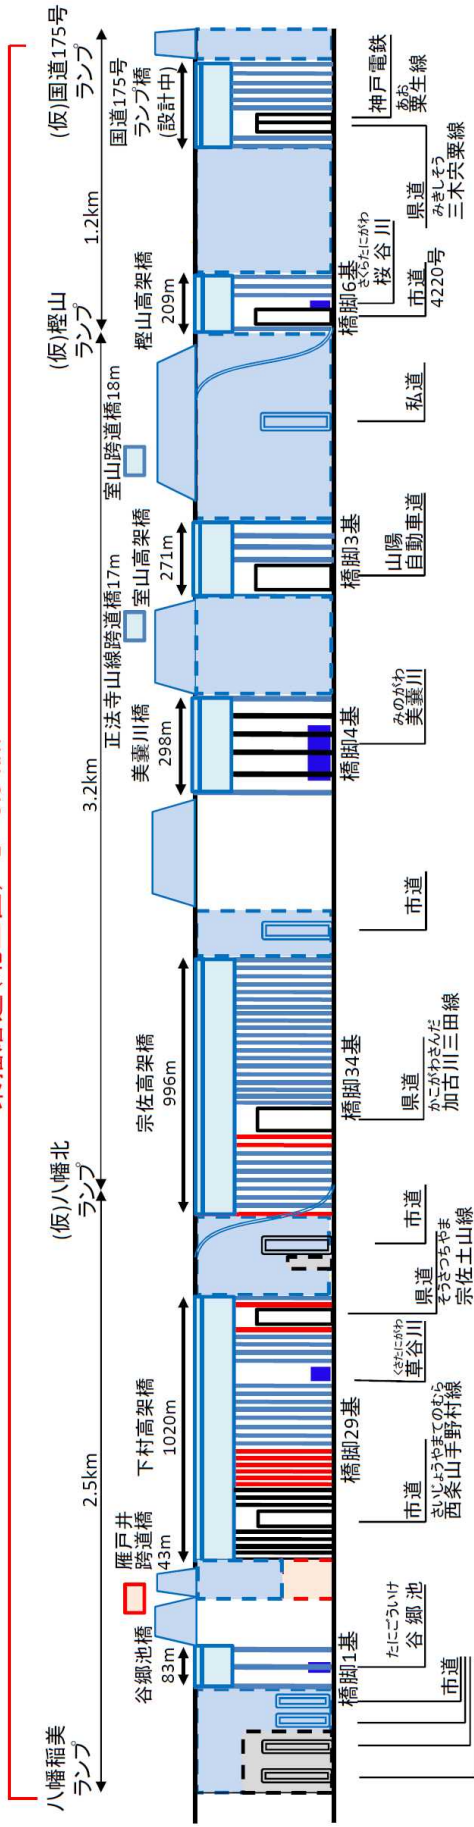 八幡稲美
ランプ
(仮)八幡北
ランプ
(仮)樫山
ランプ
(仮)国道175号
ランプ
2.5km
3.2km
1.2km
谷郷池橋
83m
雁戸井
跨道橋
43m
下村高架橋
1020m
宗佐高架橋
996m
美嚢川橋
298m
正法寺山線跨道橋17m
室山高架橋
271m
室山跨道橋18m
樫山高架橋
209m
国道175号
ランプ橋
(設計中)
橋脚1基
橋脚29基
橋脚34基
橋脚4基
橋脚3基
橋脚6基
市道
たにごういけ
谷郷池
市道
さいじょうやまてのむら
西条山手野村線
くさたにがわ
草谷川
県道
そうさつちやま
宗佐土山線
市道
県道
かこがわさんだ
加古川三田線
市道
みのがわ
美嚢川
山陽
自動車道
私道
市道
4220号
さくらたにがわ
桜谷川
県道
みきしそう
三木宍粟線
神戸電鉄
あお
粟生線